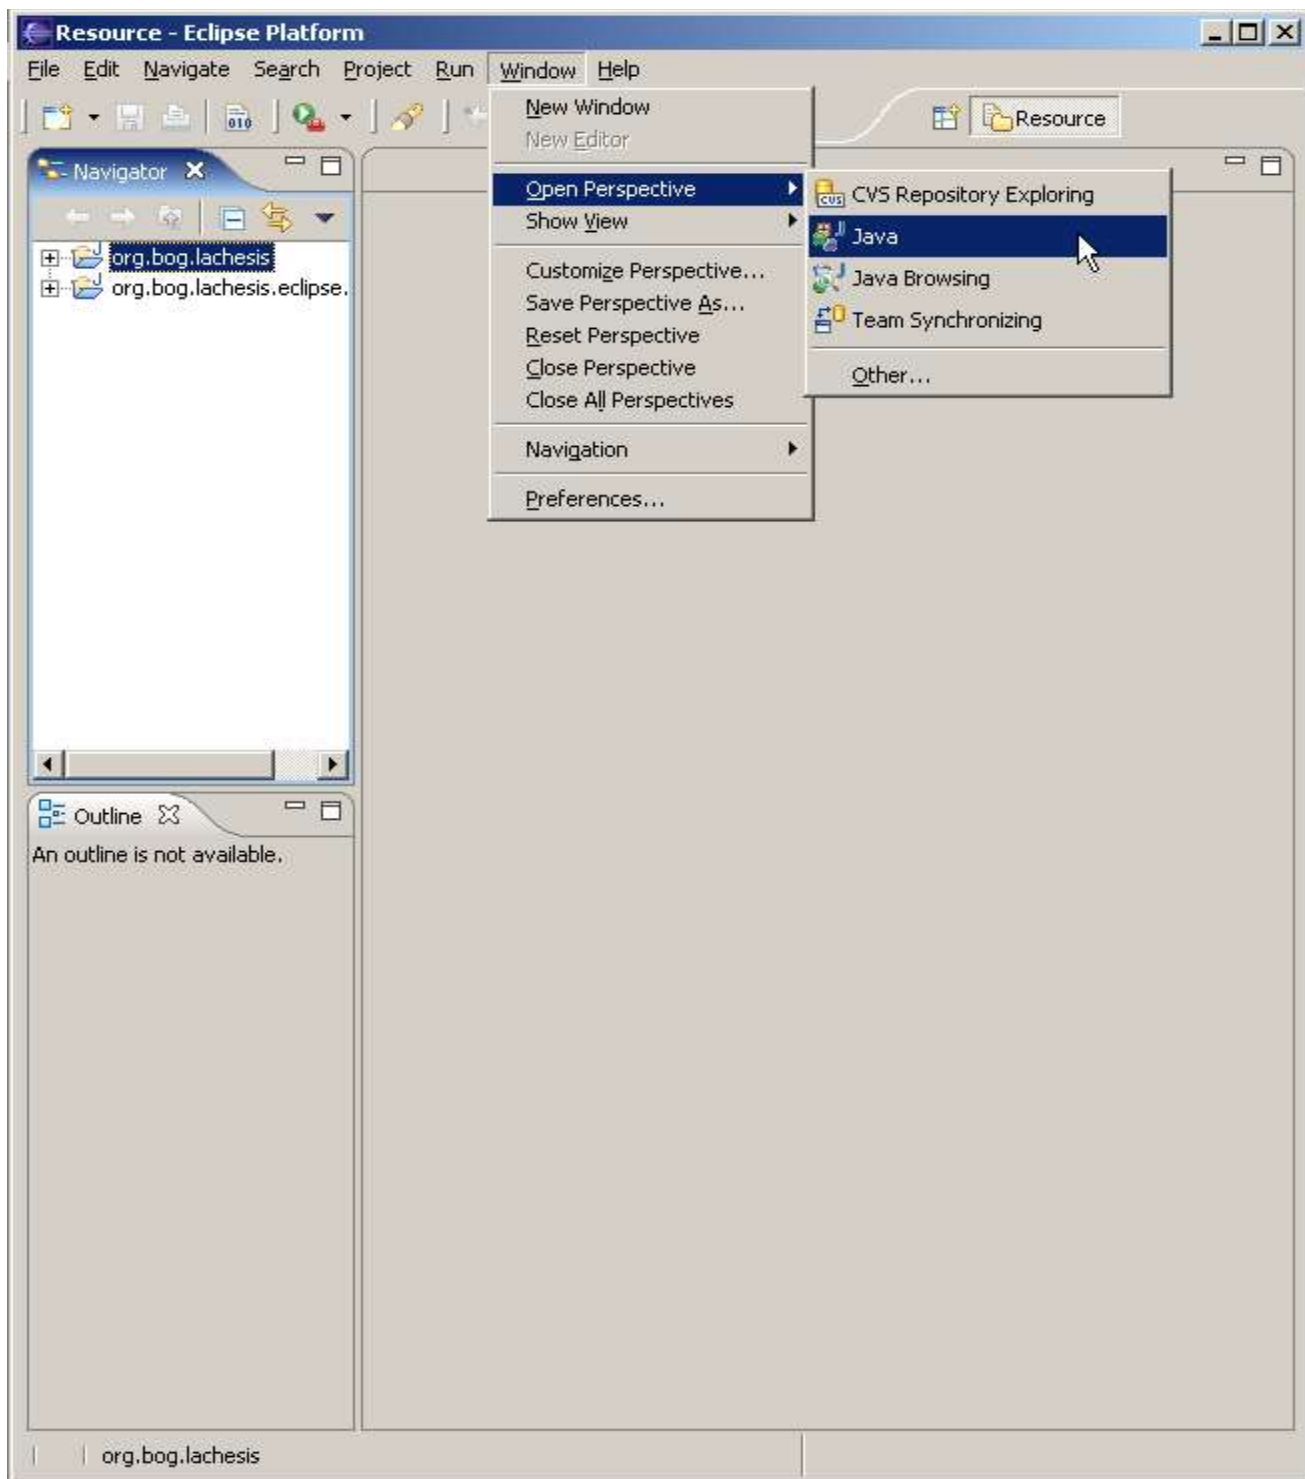 Resource - Eclipse Platform
File Edit Navigate Search Project Run Window Help
010
Resource
Navigator
org.bog.lachesis
org.bog.lachesis.eclipse.
New Window
New Editor
Open Perspective
Show View
Customize Perspective...
Save Perspective As...
Reset Perspective
Close Perspective
Close All Perspectives
Navigation
Preferences...
CVS CVS Repository Exploring
Java
Java Browsing
Team Synchronizing
Other...
Outline
An outline is not available.
org.bog.lachesis